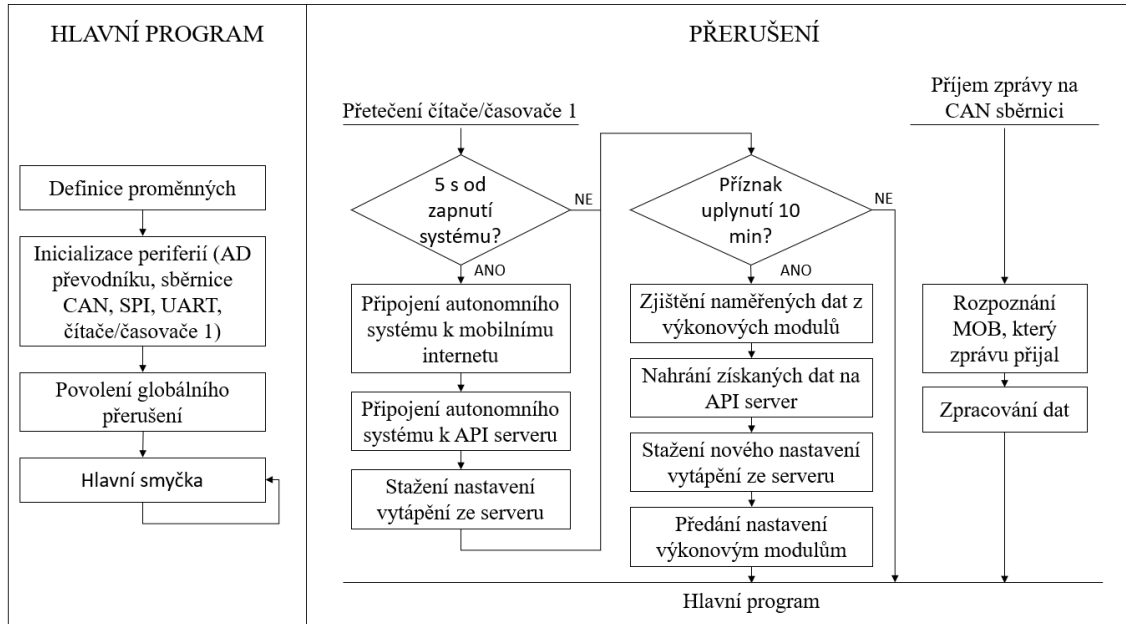 HLAVNÍ PROGRAM
Definice proměnných
Inicializace periferií (AD
převodníku, sběrnice
CAN, SPI, UART,
čítače/časovače 1)
Povolení globálního
přerušení
Hlavní smyčka
PŘERUŠENÍ
Přetečení čítače/časovače 1
5 s od
zapnutí
systému?
NE
ANO
Připojení autonomního
systému k mobilnímu
internetu
Připojení autonomního
systému k API serveru
Stažení nastavení
vytápění ze serveru
Příznak
uplynutí 10
min?
NE
ANO
Zjištění naměřených dat z
výkonových modulů
Nahrání získaných dat na
API server
Stažení nového nastavení
vytápění ze serveru
Předání nastavení
výkonovým modulům
Příjem zprávy na
CAN sběrnici
Rozpoznání
MOB, který
zprávu přijal
Zpracování dat
Hlavní program